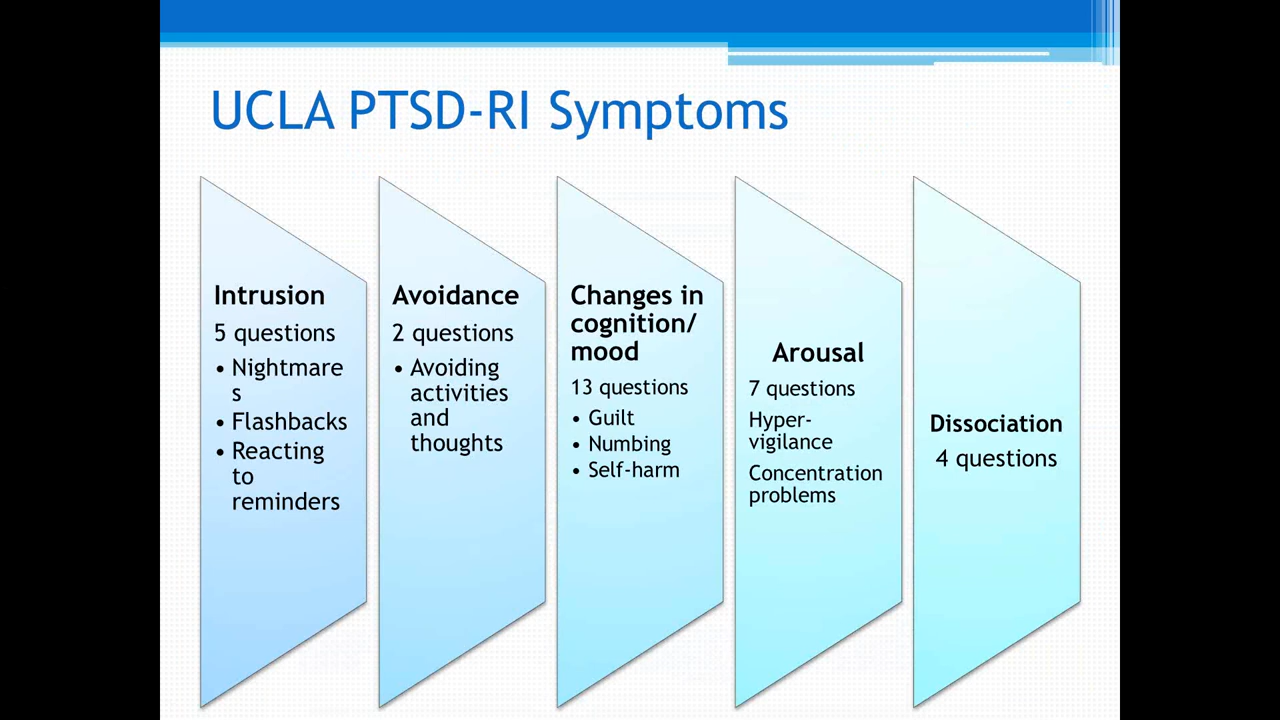 UCLA PTSD-RI Symptoms
Intrusion
5 questions
• Nightmare
s
• Flashbacks
• Reacting
to
reminders
Avoidance
2 questions
• Avoiding
activities
and
thoughts
Changes in
cognition/
mood
13 questions
• Guilt
• Numbing
• Self-harm
Arousal
7 questions
Hyper-
vigilance
Concentration
problems
Dissociation
4 questions